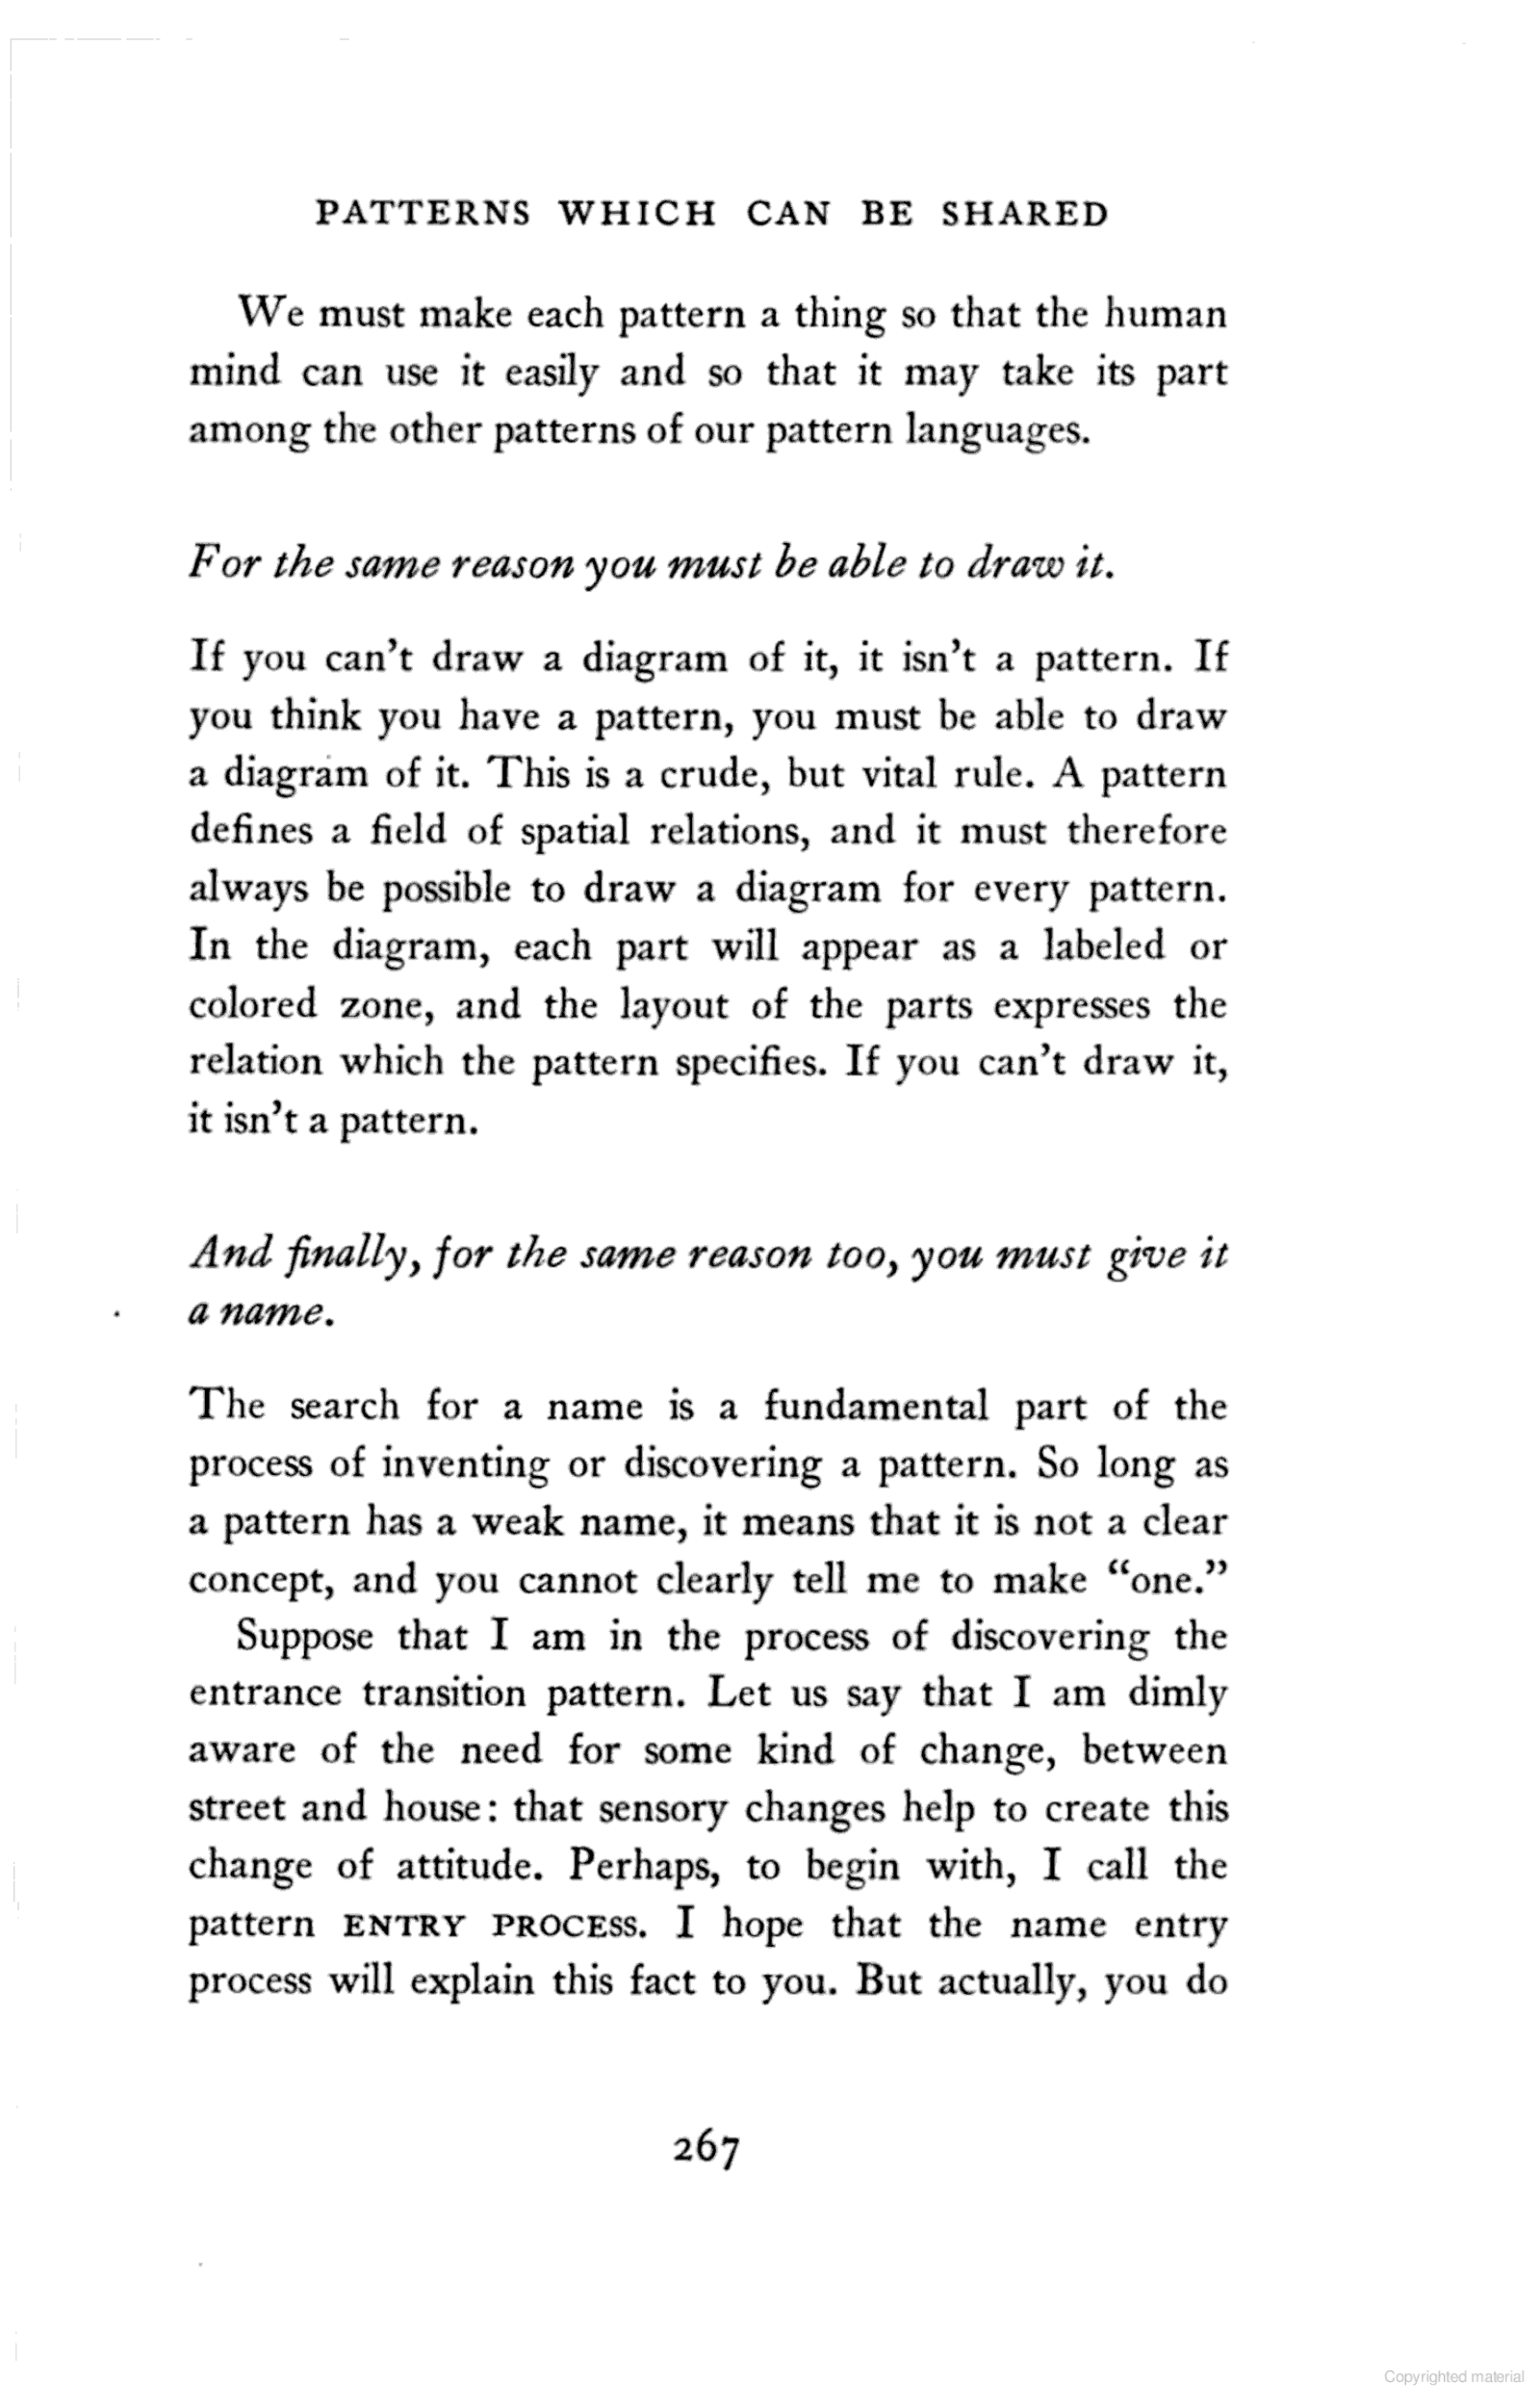 PATTERNS WHICH CAN BE SHARED
We must make each pattern a thing so that the human
mind can use it easily and so that it may take its part
among the other patterns of our pattern languages.
For the same reason you must be able to draw it.
If you can't draw a diagram of it, it isn't a pattern. If
you think you have a pattern, you must be able to draw
a diagram of it. This is a crude, but vital rule. A pattern
defines a field of spatial relations, and it must therefore
always be possible to draw a diagram for every pattern.
In the diagram, each part will appear as a labeled or
colored zone, and the layout of the parts expresses the
relation which the pattern specifies. If you can't draw it,
it isn't a pattern.
And finally, for the same reason too, you must give it
a name.
The search for a name is a fundamental part of the
process of inventing or discovering a pattern. So long as
a pattern has a weak name, it means that it is not a clear
concept, and you cannot clearly tell me to make “one.”
Suppose that I am in the process of discovering the
entrance transition pattern. Let us say that I am dimly
aware of the need for some kind of change, between
street and house: that sensory changes help to create this
change of attitude. Perhaps, to begin with, I call the
pattern ENTRY PROCESS. I hope that the name entry
process will explain this fact to you. But actually, you do
267
Copyrighted material